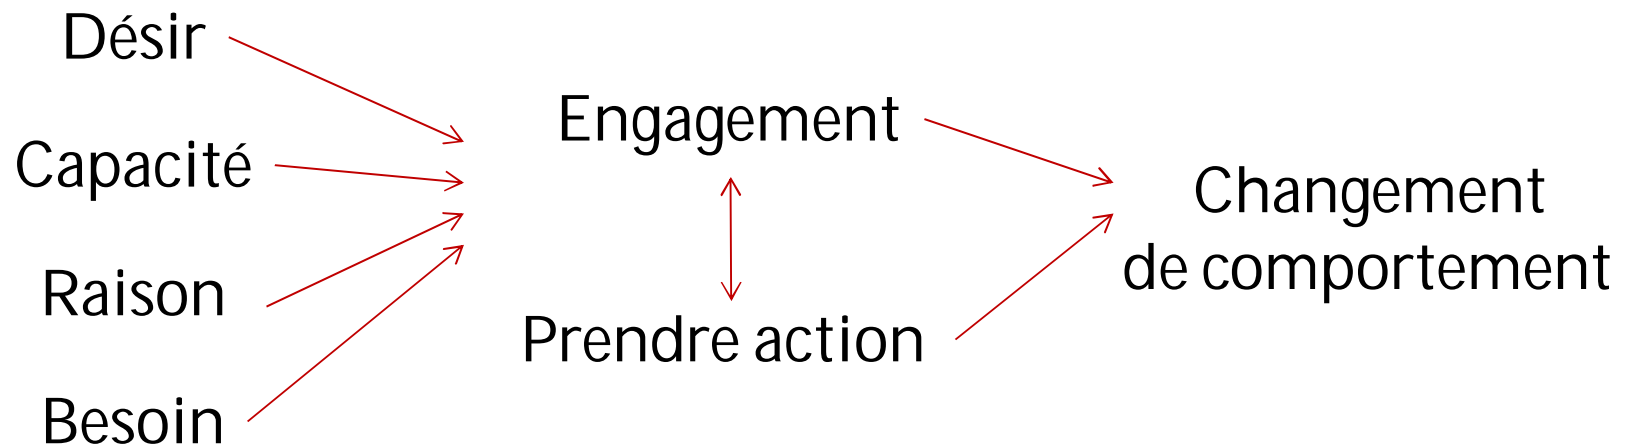 Désir
Capacité
Raison
Besoin
Engagement
Prendre action
Changement
de comportement